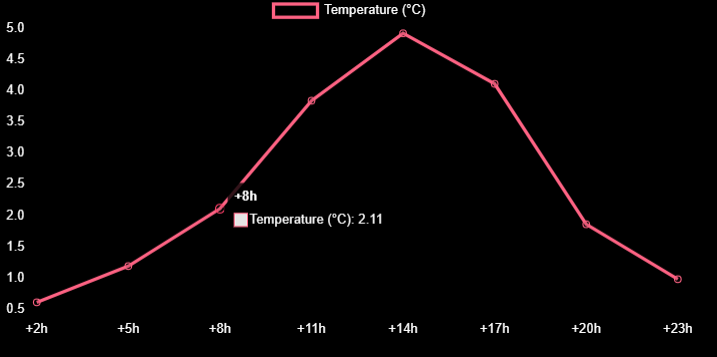 Temperature (°C)
5.0
4.5
4.0
3.5
3.0
2.5
+8h
2.0
Temperature (°C): 2.11
1.5
1.0
0.5
+2h +5h +8h +11h +14h +17h +20h +23h